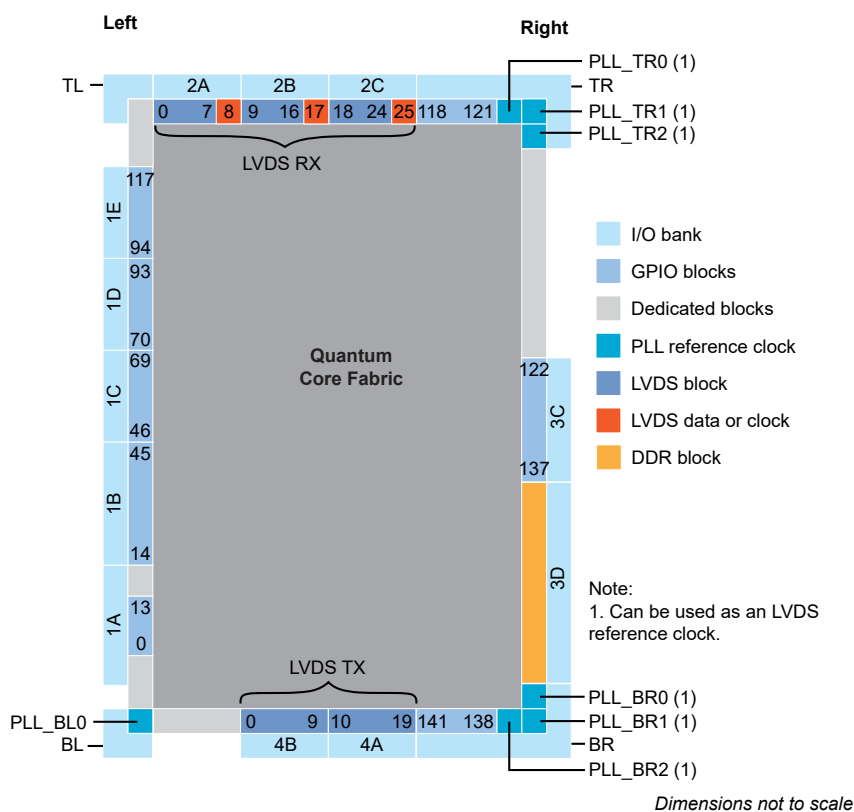 Left
Right
PLL_TR0 (1)
TL
2A 2B 2C
TR
0 7 8 9 16 17 18 24 25 118 121
PLL_TR1 (1)
PLL_TR2 (1)
LVDS RX
117
1E
94
93
1D
70
69
1C
46
45
1B
14
13
1A
0
Quantum
Core Fabric
122
3C
137
3D
I/O bank
GPIO blocks
Dedicated blocks
PLL reference clock
LVDS block
LVDS data or clock
DDR block
Note:
1. Can be used as an LVDS
reference clock.
LVDS TX
PLL_BR0 (1)
PLL_BL0
0 9 10 19 141 138
PLL_BR1 (1)
BL
4B 4A
BR
PLL_BR2 (1)
Dimensions not to scale